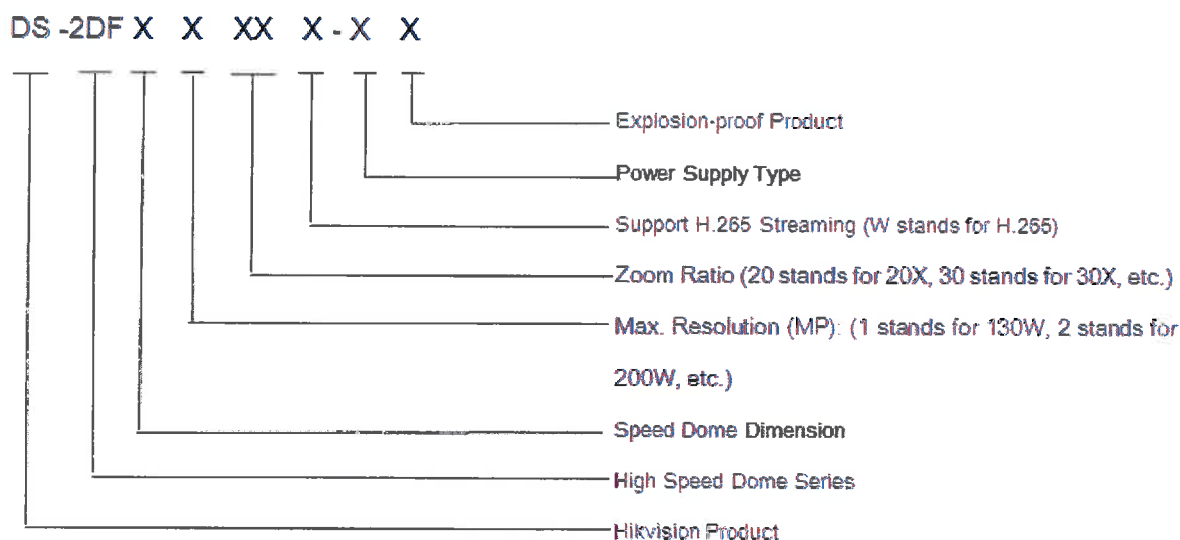 DS -2DF X X XX X - X X
Explosion-proof Product
Power Supply Type
Support H.265 Streaming (W stands for H.265)
Zoom Ratio (20 stands for 20X, 30 stands for 30X, etc.)
Max. Resolution (MP): (1 stands for 130W, 2 stands for
200W, etc.)
Speed Dome Dimension
High Speed Dome Series
Hikvision Product